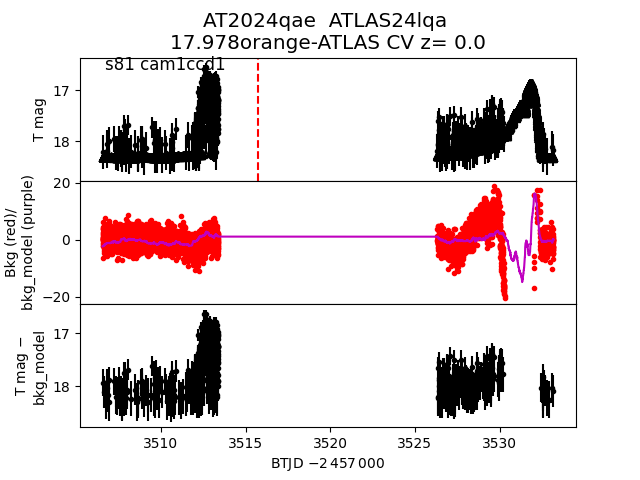 AT2024qae  ATLAS24lqa
17.978orange-ATLAS CV z= 0.0
s81 cam1ccd1
T mag
17
18
Bkg (red)/
bkg_model (purple)
20
0
−20
T mag −
bkg_model
17
18
3510
3515
3520
3525
3530
BTJD −2 457 000